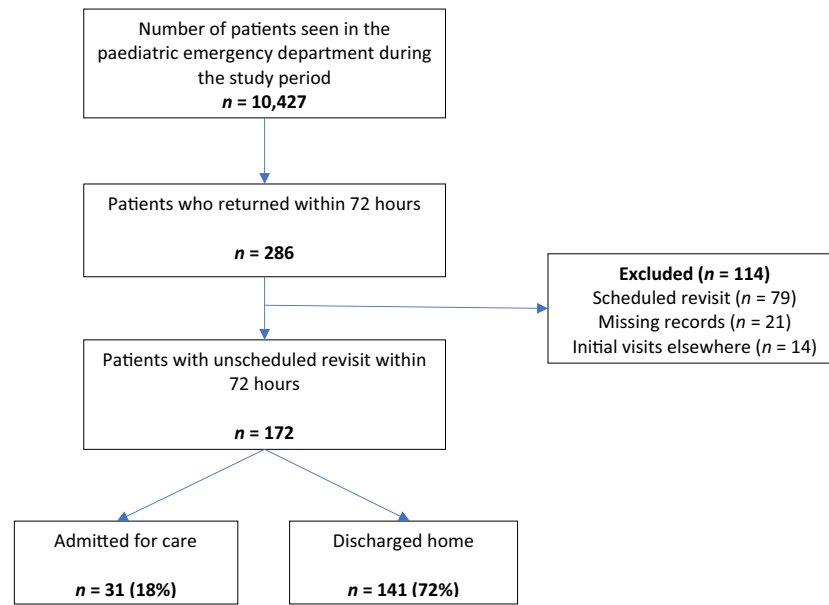 Number of patients seen in the
paediatric emergency department during
the study period
n = 10,427
Patients who returned within 72 hours
n = 286
Excluded (n = 114)
Scheduled revisit (n = 79)
Missing records (n = 21)
Initial visits elsewhere (n = 14)
Patients with unscheduled revisit within
72 hours
n = 172
Admitted for care
n = 31 (18%)
Discharged home
n = 141 (72%)